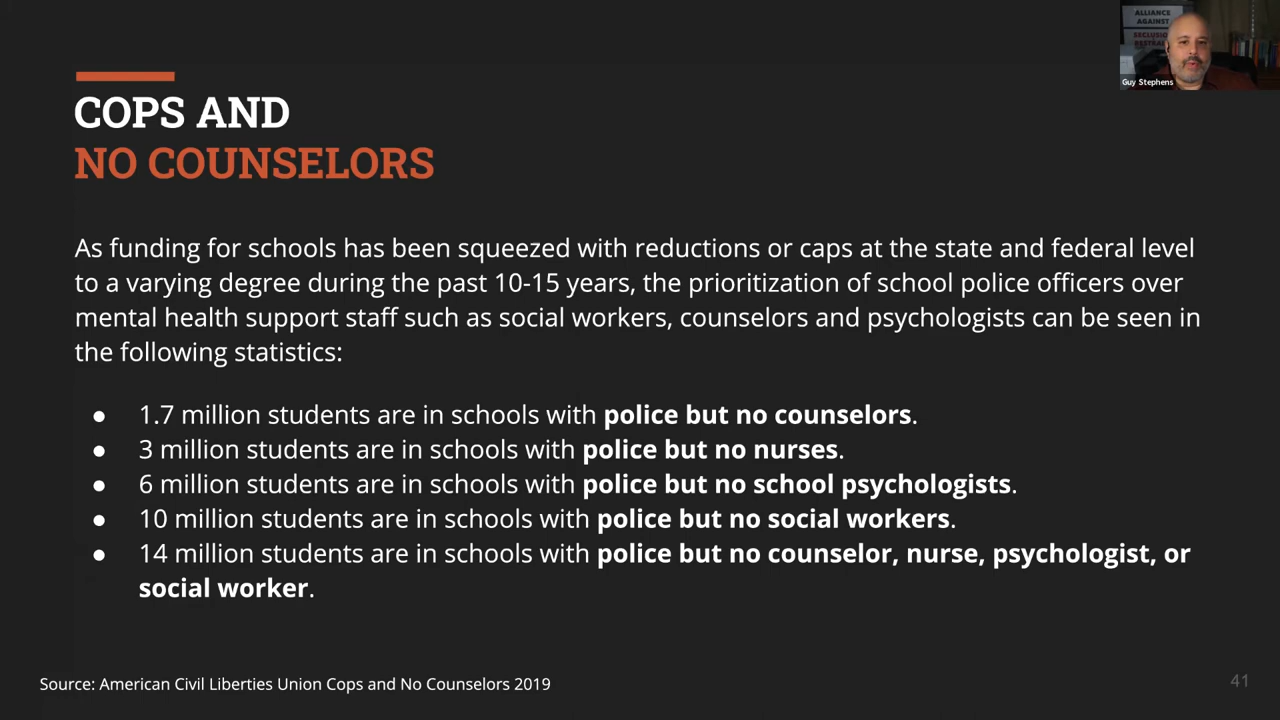 ALLIANCE
AGAINST
SECLUSION
RESTRAINT
Guy Stephens
COPS AND
NO COUNSELORS
As funding for schools has been squeezed with reductions or caps at the state and federal level
to a varying degree during the past 10-15 years, the prioritization of school police officers over
mental health support staff such as social workers, counselors and psychologists can be seen in
the following statistics:
● 1.7 million students are in schools with police but no counselors.
● 3 million students are in schools with police but no nurses.
● 6 million students are in schools with police but no school psychologists.
● 10 million students are in schools with police but no social workers.
● 14 million students are in schools with police but no counselor, nurse, psychologist, or
social worker.
Source: American Civil Liberties Union Cops and No Counselors 2019
41